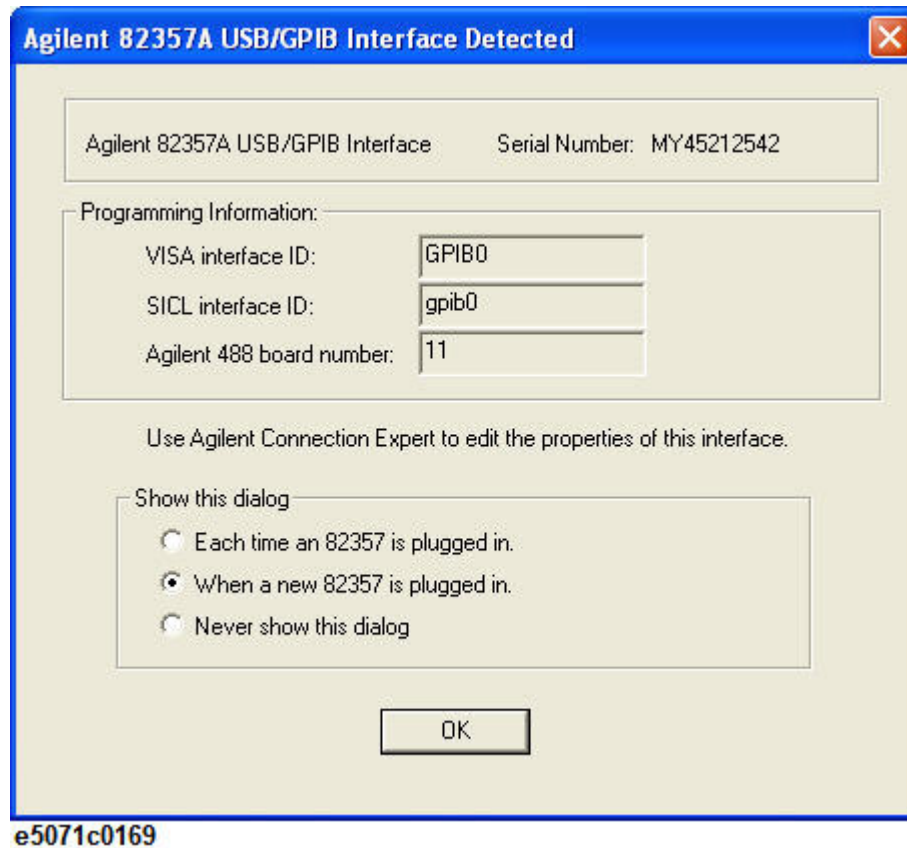 Agilent 82357A USB/GPIB Interface Detected
Agilent 82357A USB/GPIB Interface Serial Number: MY45212542
Programming Information:
VISA interface ID: GPIB0
SICL interface ID: gpib0
Agilent 488 board number: 11
Use Agilent Connection Expert to edit the properties of this interface.
Show this dialog
Each time an 82357 is plugged in.
When a new 82357 is plugged in.
Never show this dialog
OK
e5071c0169